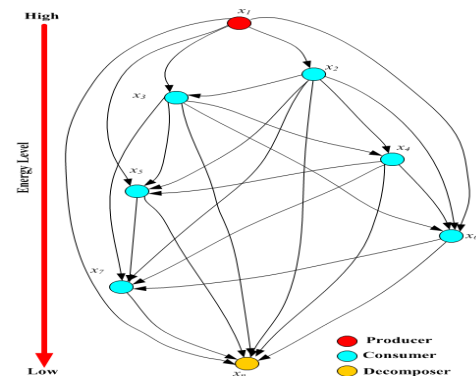 High
x1
x2
x3
x4
x5
x6
x7
x8
Energy Level
Low
Producer
Consumer
Decomposer